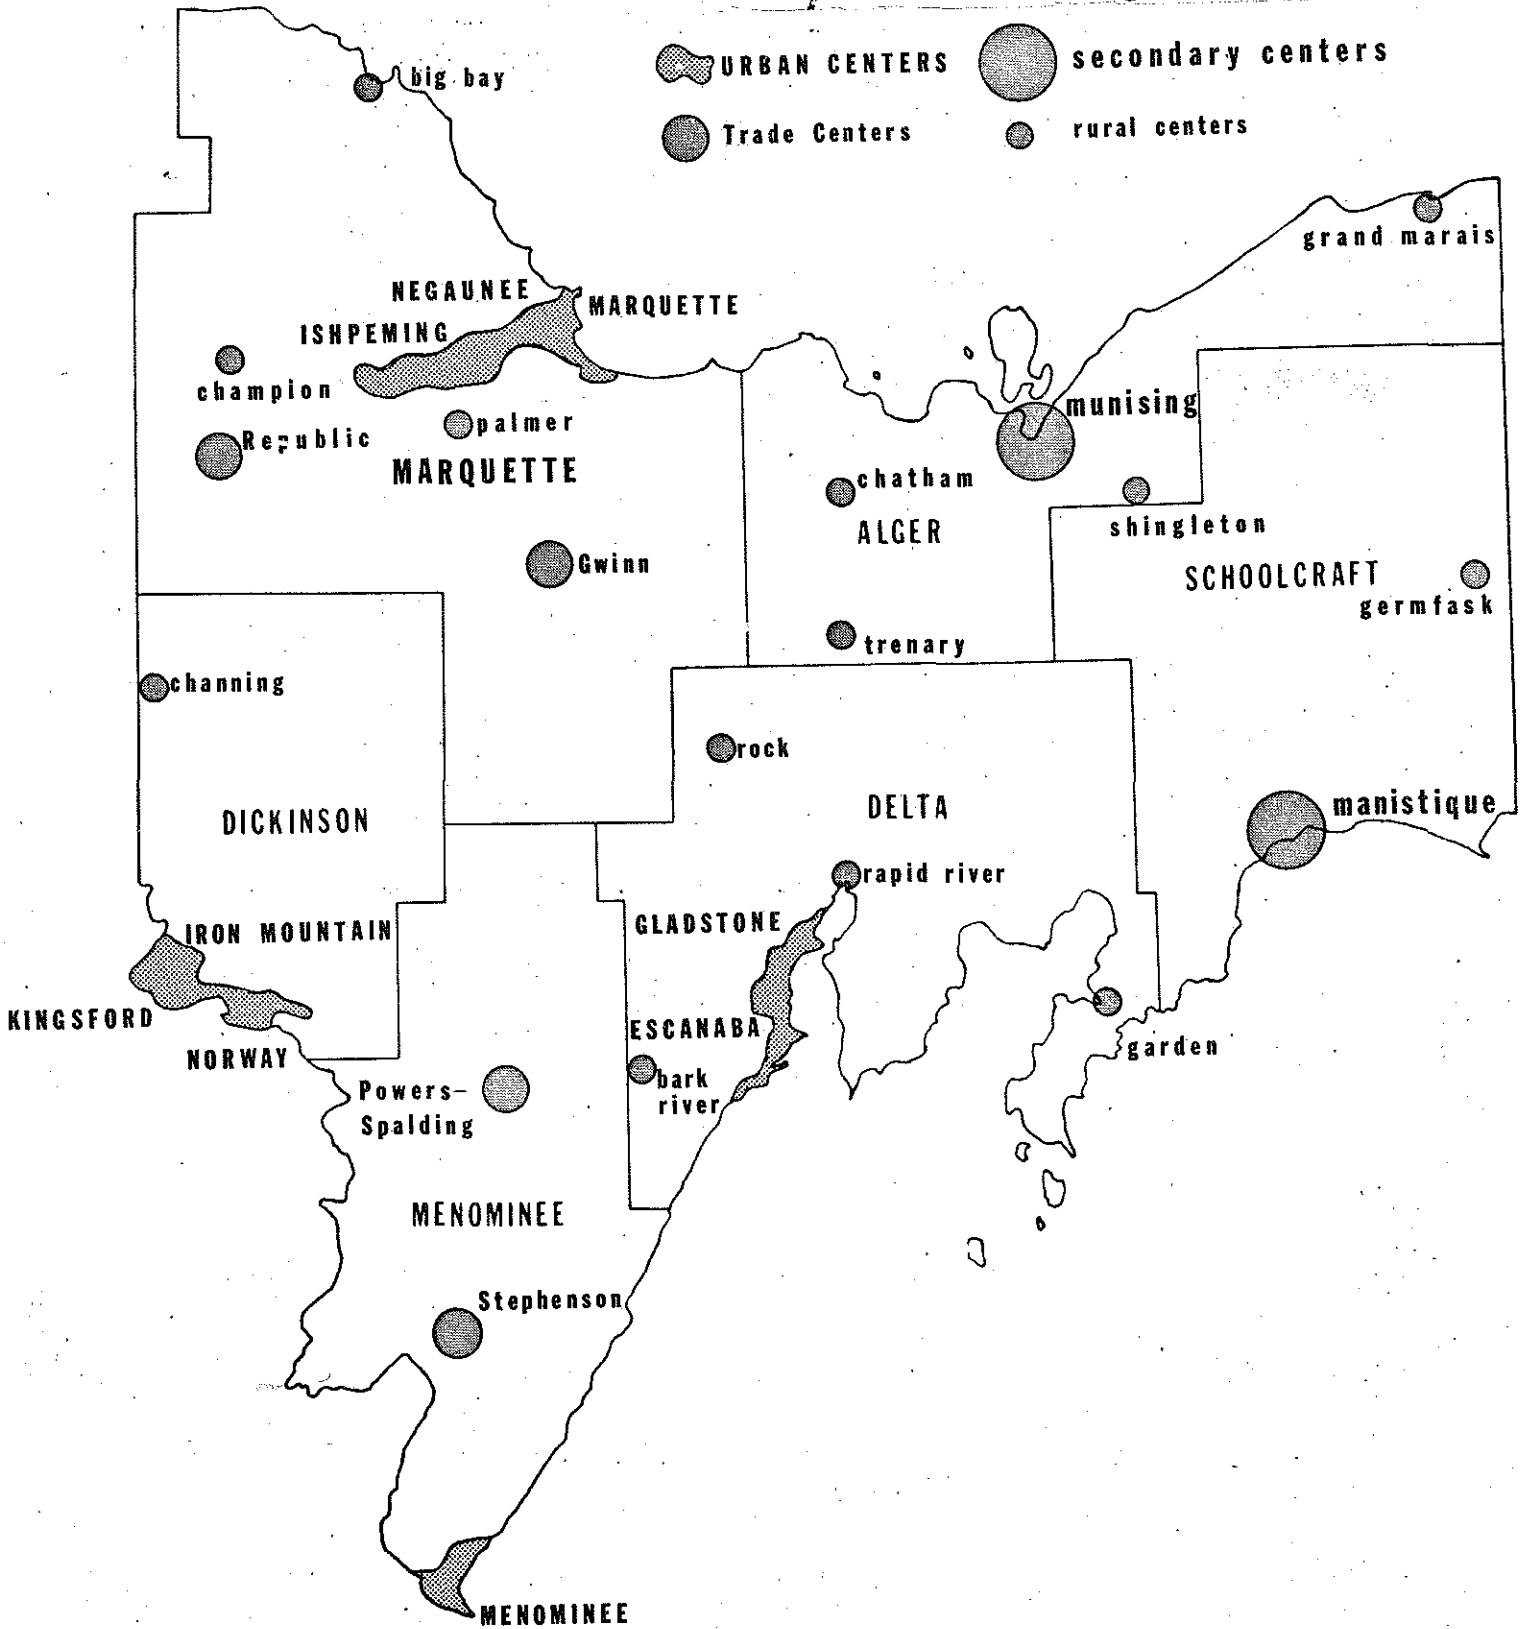 URBAN CENTERS
secondary centers
Trade Centers
rural centers
big bay
grand marais
NEGAUNEE
MARQUETTE
ISHPEMING
champion
palmer
Republic
MARQUETTE
munising
chatham
ALGER
shingleton
Gwinn
SCHOOLCRAFT
germfask
trenary
channing
rock
DICKINSON
DELTA
manistique
rapid river
IRON MOUNTAIN
GLADSTONE
KINGSFORD
NORWAY
ESCANABA
garden
bark
river
Powers-
Spalding
MENOMINEE
Stephenson
MENOMINEE